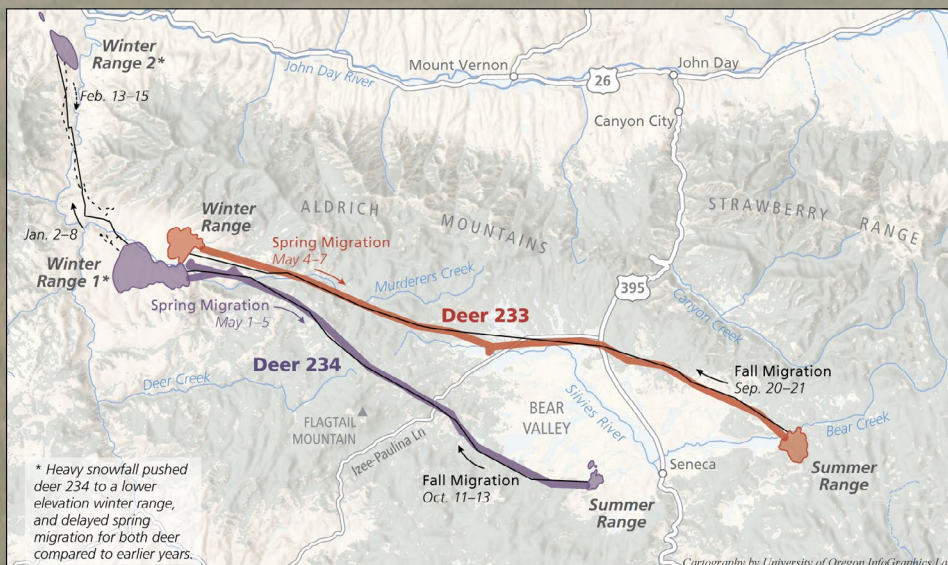 Winter
Range 2*
Feb. 13–15
John Day River
Mount Vernon
26
John Day
Canyon City
Winter
Range
ALDRICH
MOUNTAINS
STRAWBERRY
RANGE
Jan. 2–8
Winter
Range 1*
Spring Migration
May 4–7
Murderers Creek
395
Canyon Creek
Spring Migration
May 1–5
Deer 233
Deer 234
Deer Creek
Fall Migration
Sep. 20–21
FLAGTAIL
MOUNTAIN
BEAR
VALLEY
Silvies River
Bear Creek
Izee-Paulina Ln
Seneca
Summer
Range
Fall Migration
Oct. 11–13
Summer
Range
* Heavy snowfall pushed
deer 234 to a lower
elevation winter range,
and delayed spring
migration for both deer
compared to earlier years.
Cartography by University of Oregon InfoGraphics